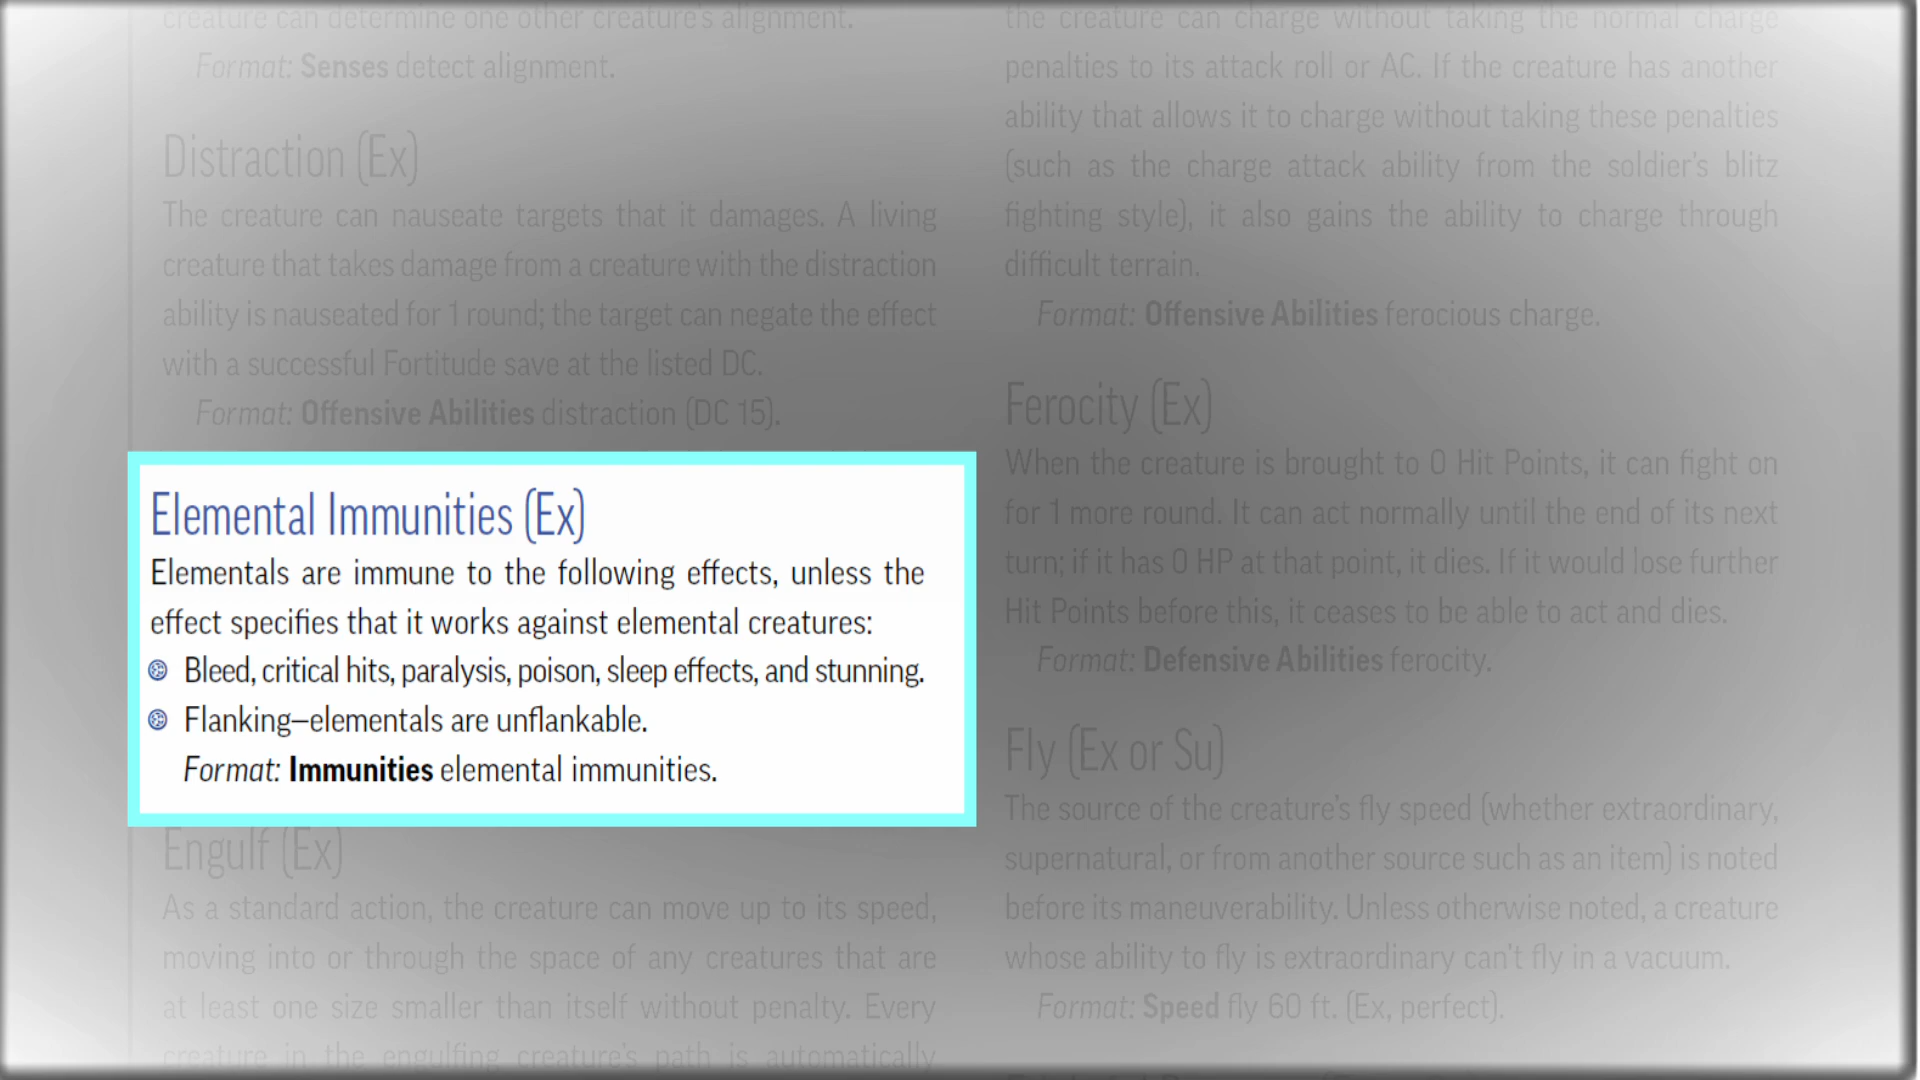 creature can determine one other creature's alignment.
Format: Senses detect alignment.
Distraction (Ex)
The creature can nauseate targets that it damages. A living
creature that takes damage from a creature with the distraction
ability is nauseated for 1 round; the target can negate the effect
with a successful Fortitude save at the listed DC.
Format: Offensive Abilities distraction (DC 15).
Elemental Immunities (Ex)
Elementals are immune to the following effects, unless the
effect specifies that it works against elemental creatures:
Bleed, critical hits, paralysis, poison, sleep effects, and stunning.
Flanking—elementals are unflankable.
Format: Immunities elemental immunities.
Engulf (Ex)
As a standard action, the creature can move up to its speed,
moving into or through the space of any creatures that are
at least one size smaller than itself without penalty. Every
creature in the engulfing creature's path is automatically
the creature can charge without taking the normal charge
penalties to its attack roll or AC. If the creature has another
ability that allows it to charge without taking these penalties
(such as the charge attack ability from the soldier's blitz
fighting style), it also gains the ability to charge through
difficult terrain.
Format: Offensive Abilities ferocious charge.
Ferocity (Ex)
When the creature is brought to 0 Hit Points, it can fight on
for 1 more round. It can act normally until the end of its next
turn; if it has 0 HP at that point, it dies. If it would lose further
Hit Points before this, it ceases to be able to act and dies.
Format: Defensive Abilities ferocity.
Fly (Ex or Su)
The source of the creature's fly speed (whether extraordinary,
supernatural, or from another source such as an item) is noted
before its maneuverability. Unless otherwise noted, a creature
whose ability to fly is extraordinary can't fly in a vacuum.
Format: Speed fly 60 ft. (Ex, perfect).